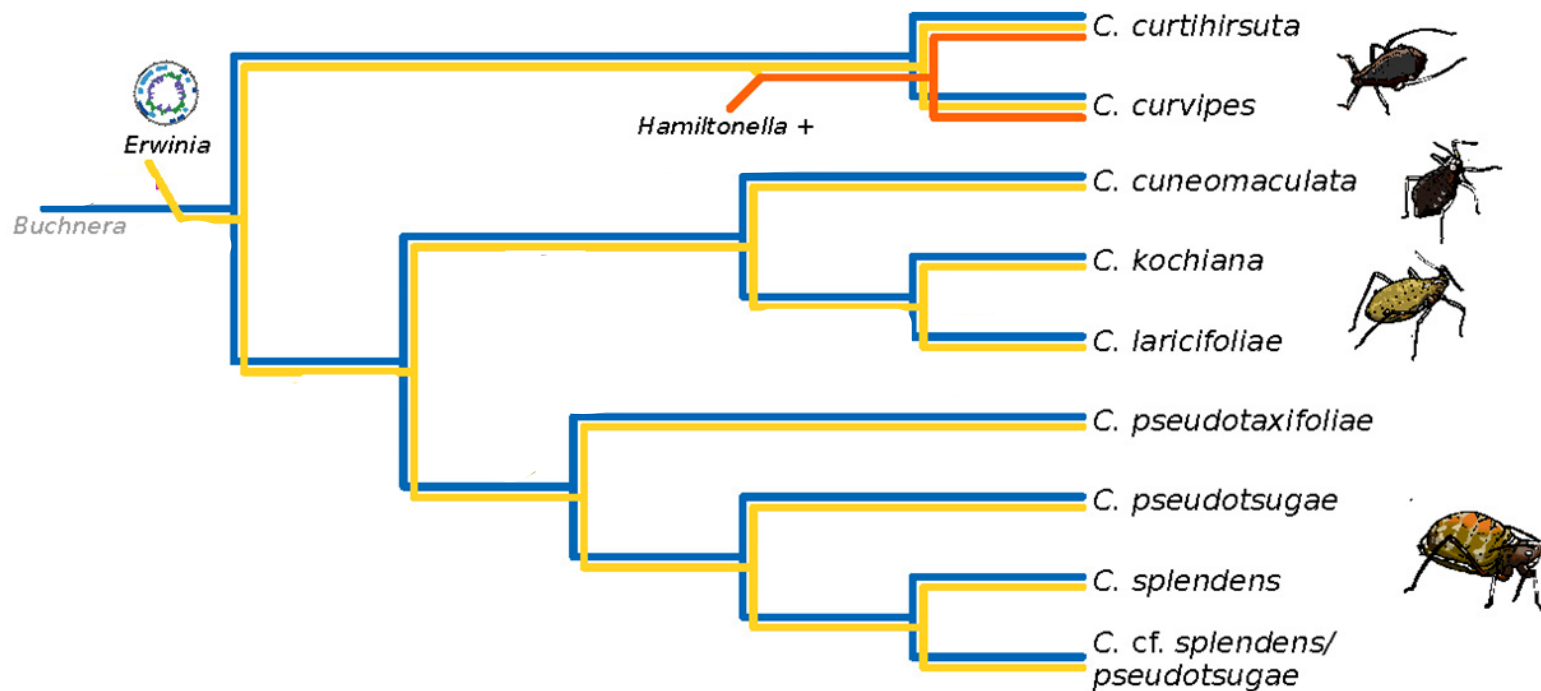 C. curtihirsuta
Erwinia
Hamiltonella +
C. curvipes
C. cuneomaculata
Buchnera
C. kochiana
C. laricifoliae
C. pseudotaxifoliae
C. pseudotsugae
C. splendens
C. cf. splendens/
pseudotsugae